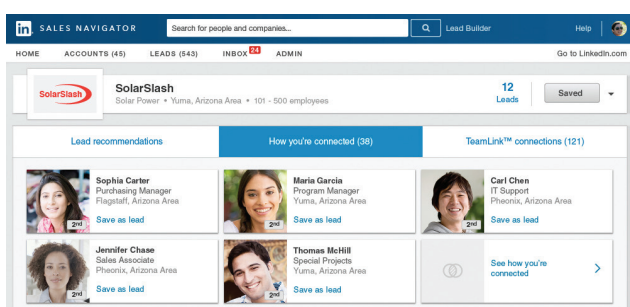 in SALES NAVIGATOR Search for people and companies... Lead Builder Help
HOME ACCOUNTS (45) LEADS (543) INBOX 24 ADMIN Go to LinkedIn.com
SolarSlash
SolarSlash
Solar Power • Yuma, Arizona Area • 101 - 500 employees
12
Leads
Saved
Lead recommendations How you're connected (38) TeamLink™ connections (121)
Sophia Carter
Purchasing Manager
Flagstaff, Arizona Area
Save as lead
2nd
Maria Garcia
Program Manager
Yuma, Arizona Area
Save as lead
2nd
Carl Chen
IT Support
Pheonix, Arizona Area
Save as lead
2nd
Jennifer Chase
Sales Associate
Pheonix, Arizona Area
Save as lead
2nd
Thomas McHill
Special Projects
Yuma, Arizona Area
Save as lead
2nd
See how you're
connected